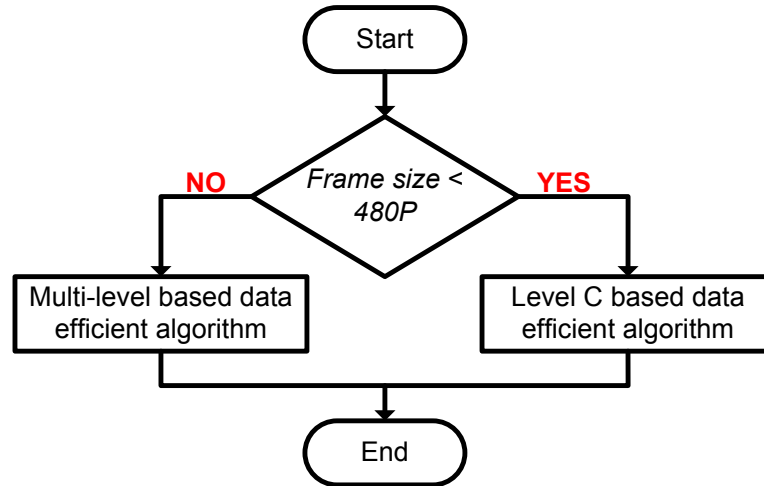 Start
Frame size <
480P
NO
YES
Multi-level based data
efficient algorithm
Level C based data
efficient algorithm
End